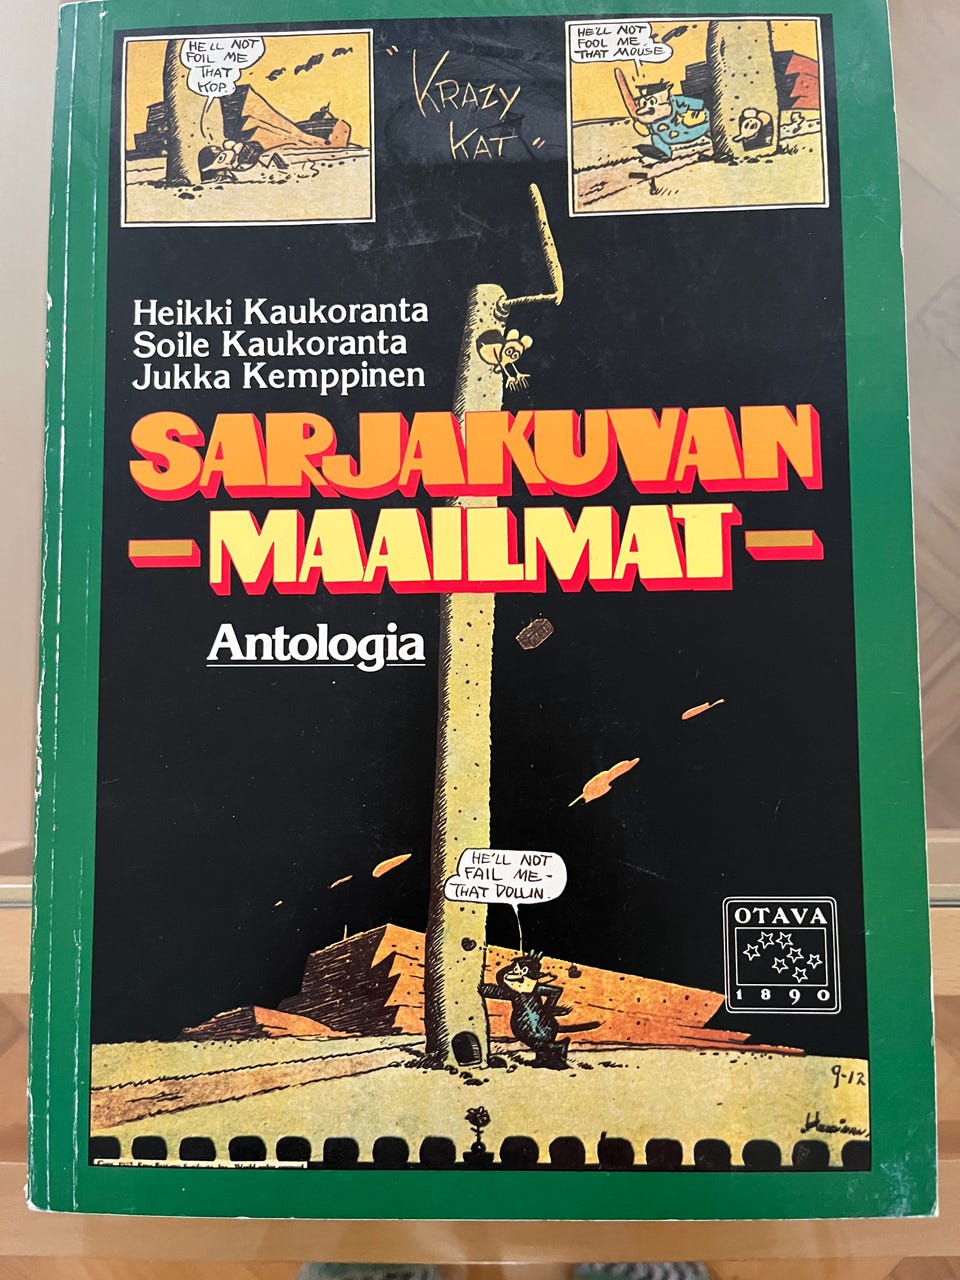 HE'LL NOT
FOIL ME
THAT
KOP.
"KRAZY
KAT"
HE'LL NOT
FOOL ME,
THAT MOUSE.
Heikki Kaukoranta
Soile Kaukoranta
Jukka Kemppinen
SARJAKUVAN
-MAAILMAT-
Antologia
HE'LL NOT
FAIL ME -
THAT DOLLIN.
OTAVA
1890
9-12